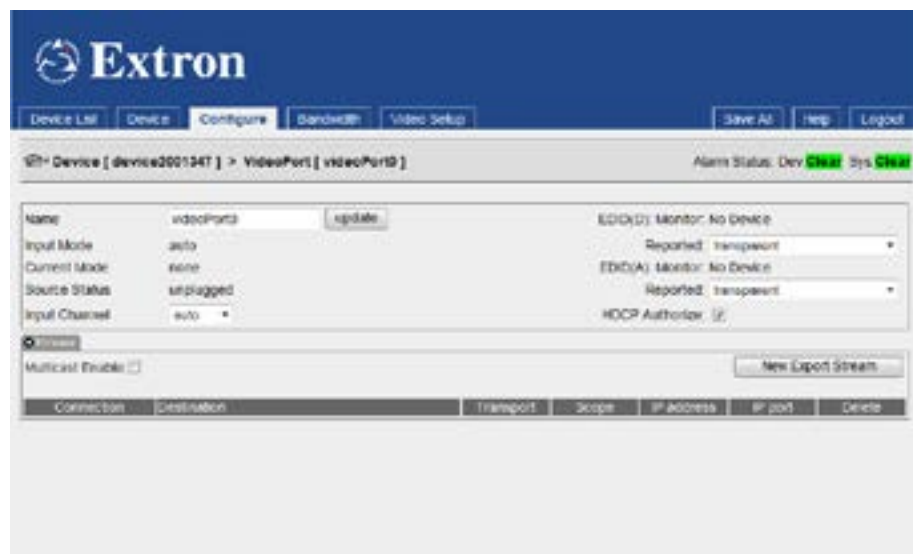 Extron
Device List Device Configure Bandwidth Video Setup Save All Help Logout
Device [ device2001347 ] > VideoPort [ videoPort0 ] Alarm Status: Dev Clear Sys Clear
Name videoPort0 update EDID(D): Monitor: No Device
Input Mode auto Reported: transparent
Current Mode none EDID(A): Monitor: No Device
Source Status unplugged Reported: transparent
Input Channel auto HDCP Authorize:
Multicast Enable New Export Stream
Connection Destination Transport Scope IP address IP port Delete